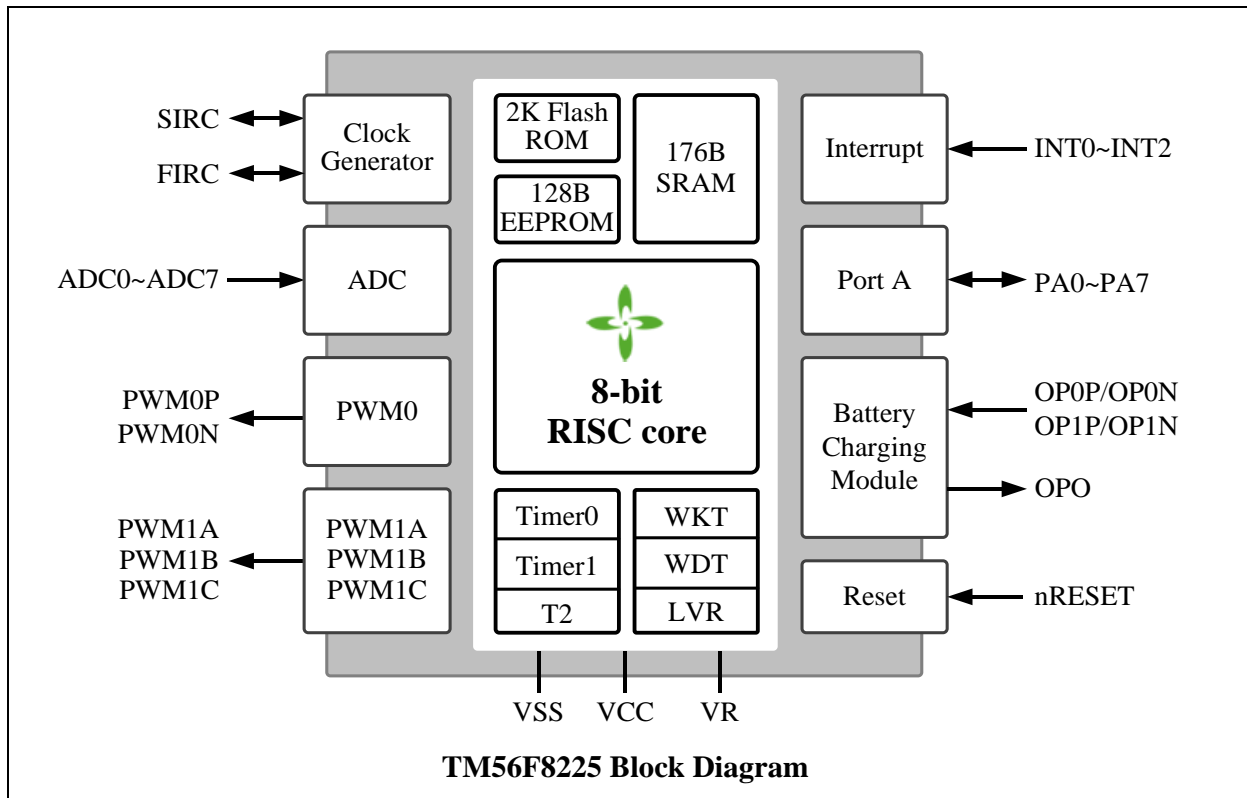 SIRC
FIRC
Clock
Generator
2K Flash
ROM
128B
EEPROM
176B
SRAM
Interrupt
INT0~INT2
ADC0~ADC7
ADC
Port A
PA0~PA7
8-bit
RISC core
PWM0P
PWM0N
PWM0
Battery
Charging
Module
OP0P/OP0N
OP1P/OP1N
OPO
PWM1A
PWM1B
PWM1C
PWM1A
PWM1B
PWM1C
Timer0
Timer1
T2
WKT
WDT
LVR
Reset
nRESET
VSS
VCC
VR
TM56F8225 Block Diagram